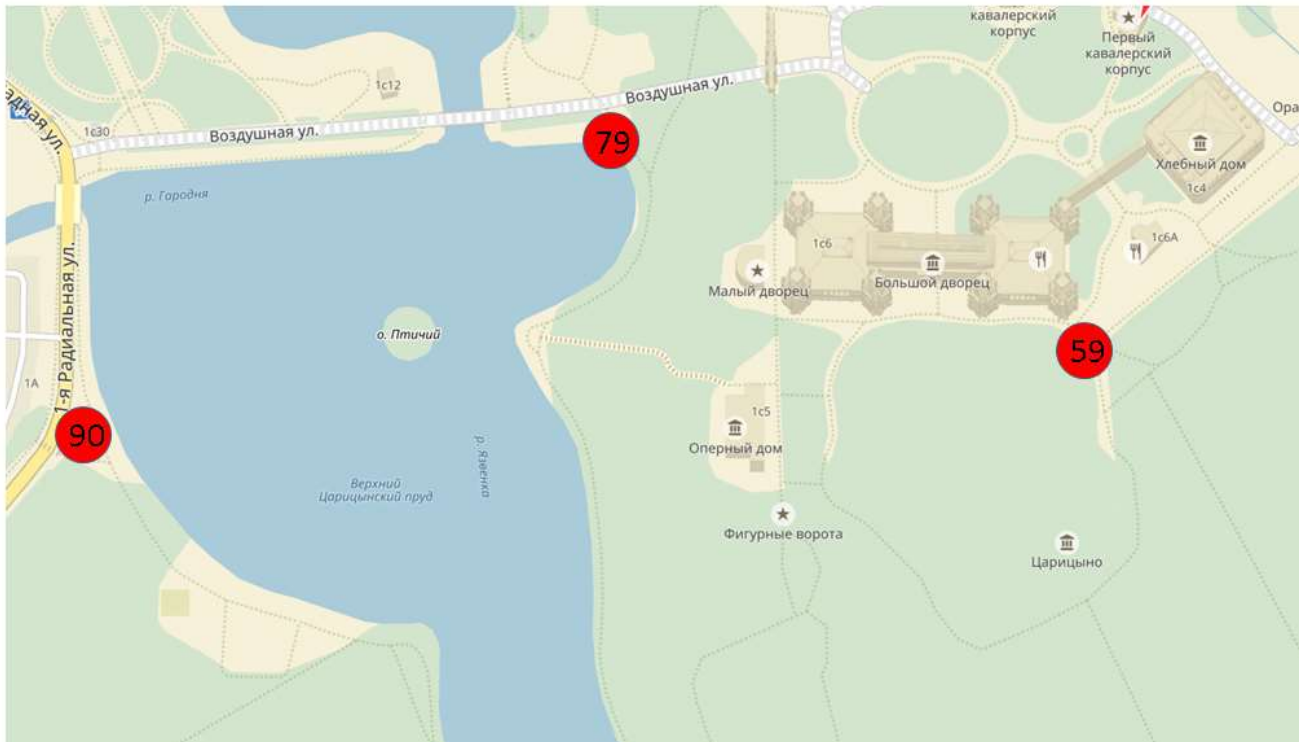 кавалерский
корпус
Первый
кавалерский
корпус
1с12
Воздушная ул.
1с30
Воздушная ул.
79
Хлебный дом
1с4
р. Городня
1с6
1с6А
Малый дворец
Большой дворец
1-я Радиальная ул.
о. Птичий
59
1А
1с5
90
Оперный дом
р. Язвенка
Верхний
Царицынский пруд
Фигурные ворота
Царицыно